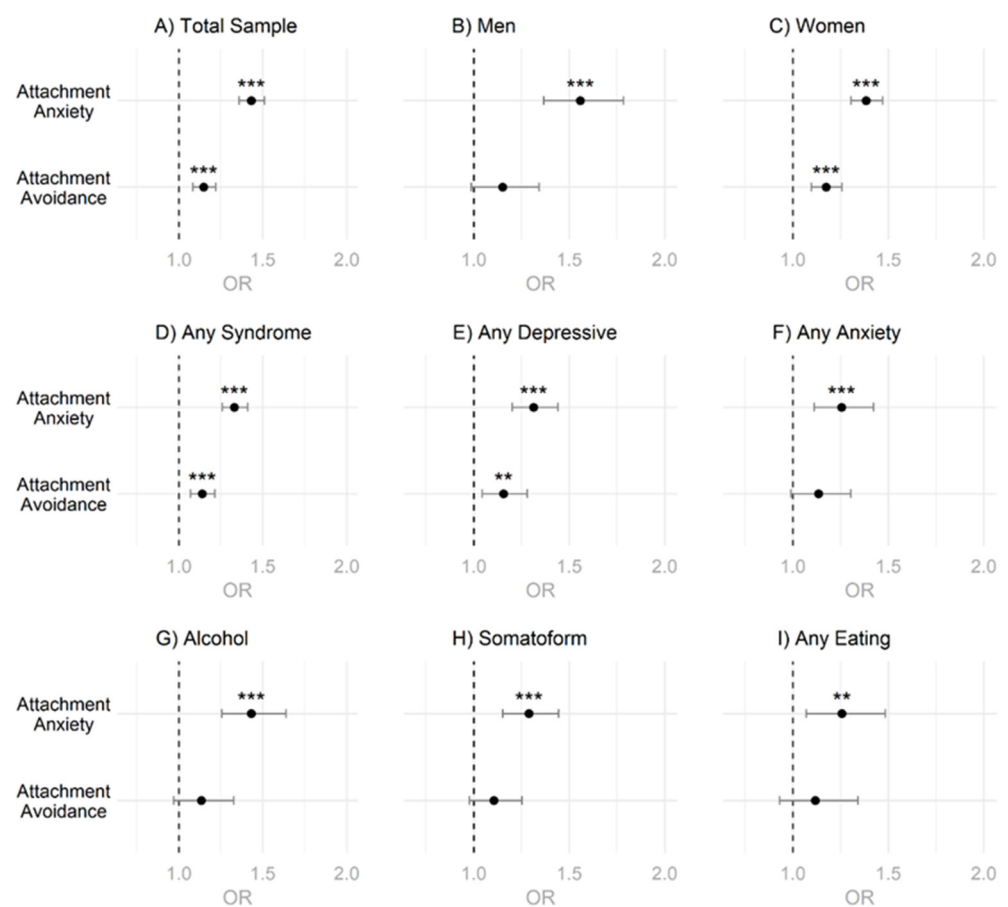 A) Total Sample
B) Men
C) Women
Attachment
Anxiety
***
***
***
Attachment
Avoidance
***
***
1.0 1.5 2.0
1.0 1.5 2.0
1.0 1.5 2.0
OR
OR
OR
D) Any Syndrome
E) Any Depressive
F) Any Anxiety
Attachment
Anxiety
***
***
***
Attachment
Avoidance
***
**
1.0 1.5 2.0
1.0 1.5 2.0
1.0 1.5 2.0
OR
OR
OR
G) Alcohol
H) Somatoform
I) Any Eating
Attachment
Anxiety
***
***
**
Attachment
Avoidance
1.0 1.5 2.0
1.0 1.5 2.0
1.0 1.5 2.0
OR
OR
OR